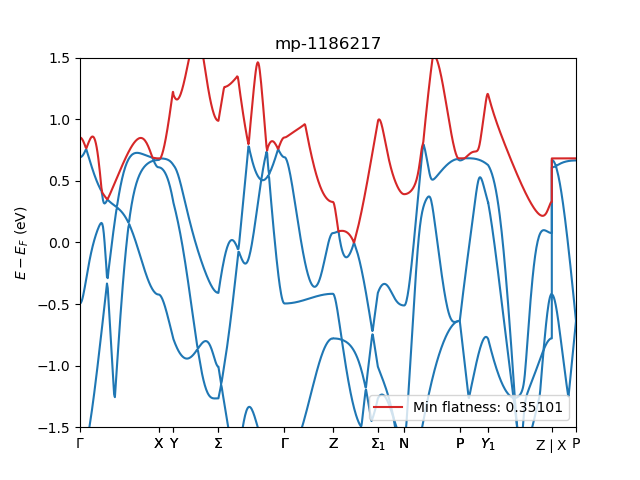 mp-1186217
1.5
1.0
0.5
0.0
−0.5
−1.0
−1.5
E − E_F (eV)
Min flatness: 0.35101
Γ X Y Σ Γ Z Σ₁ N P Y₁ Z | X P